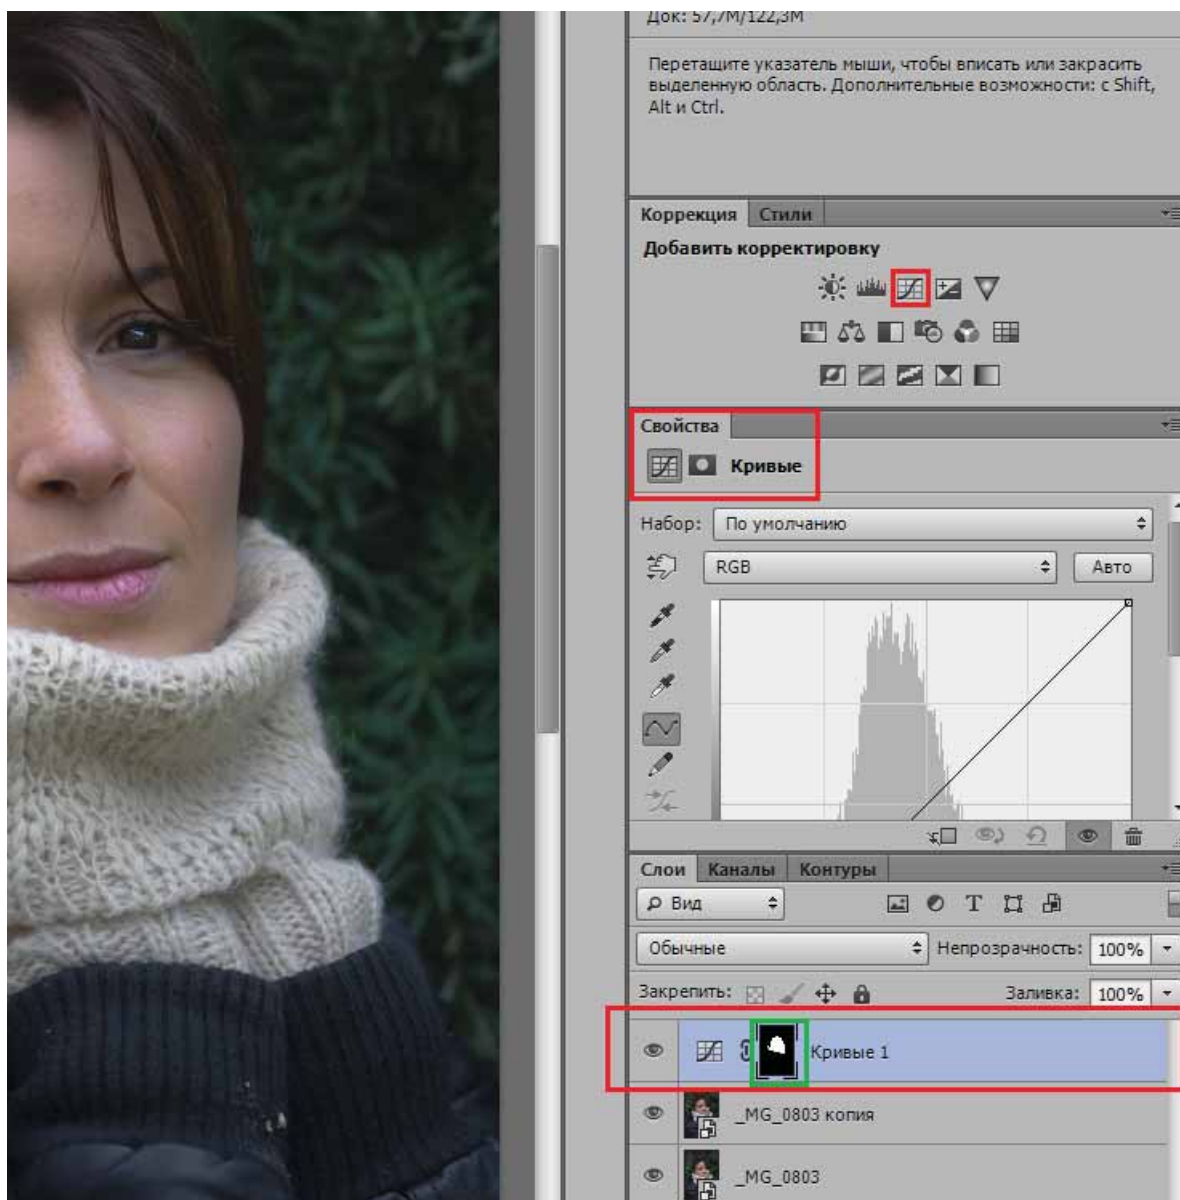 Док: 57,7M/122,3M
Перетащите указатель мыши, чтобы вписать или закрасить
выделенную область. Дополнительные возможности: с Shift,
Alt и Ctrl.
Коррекция Стили
Добавить корректировку
Свойства
Кривые
Набор: По умолчанию
RGB Авто
Слои Каналы Контуры
Вид T
Обычные Непрозрачность: 100%
Закрепить: Заливка: 100%
Кривые 1
_MG_0803 копия
_MG_0803